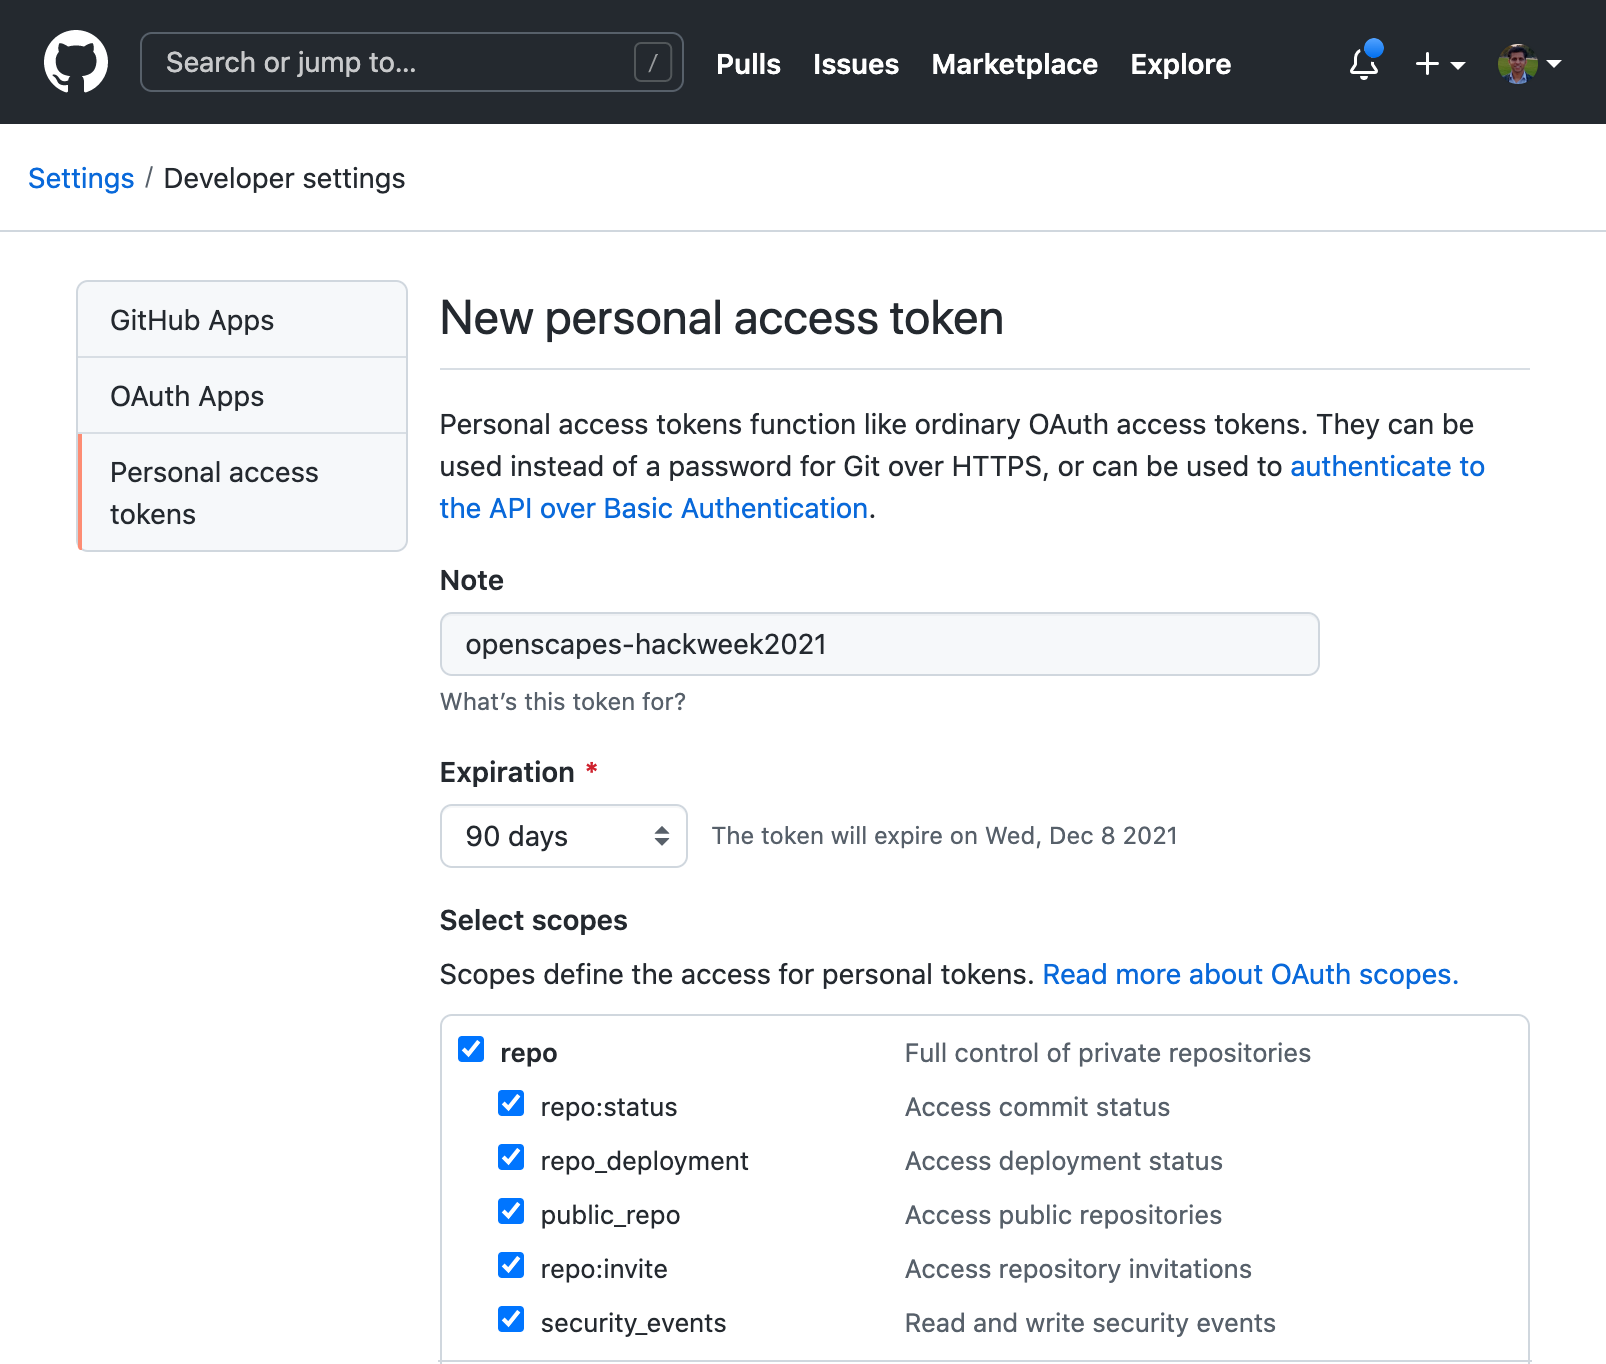 Search or jump to...
/
Pulls
Issues
Marketplace
Explore
Settings / Developer settings
GitHub Apps
OAuth Apps
Personal access
tokens
New personal access token
Personal access tokens function like ordinary OAuth access tokens. They can be
used instead of a password for Git over HTTPS, or can be used to authenticate to
the API over Basic Authentication.
Note
openscapes-hackweek2021
What's this token for?
Expiration *
90 days
The token will expire on Wed, Dec 8 2021
Select scopes
Scopes define the access for personal tokens. Read more about OAuth scopes.
repo Full control of private repositories
repo:status Access commit status
repo_deployment Access deployment status
public_repo Access public repositories
repo:invite Access repository invitations
security_events Read and write security events